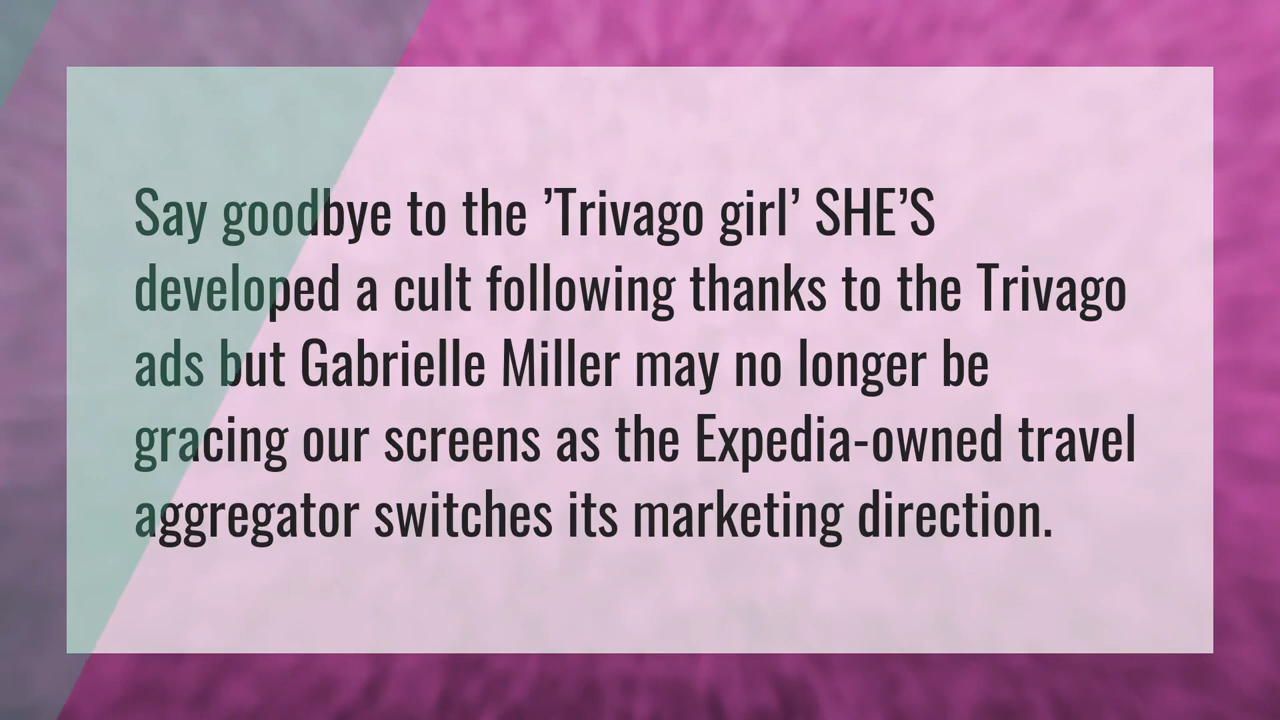 Say goodbye to the ’Trivago girl’ SHE’S
developed a cult following thanks to the Trivago
ads but Gabrielle Miller may no longer be
gracing our screens as the Expedia-owned travel
aggregator switches its marketing direction.